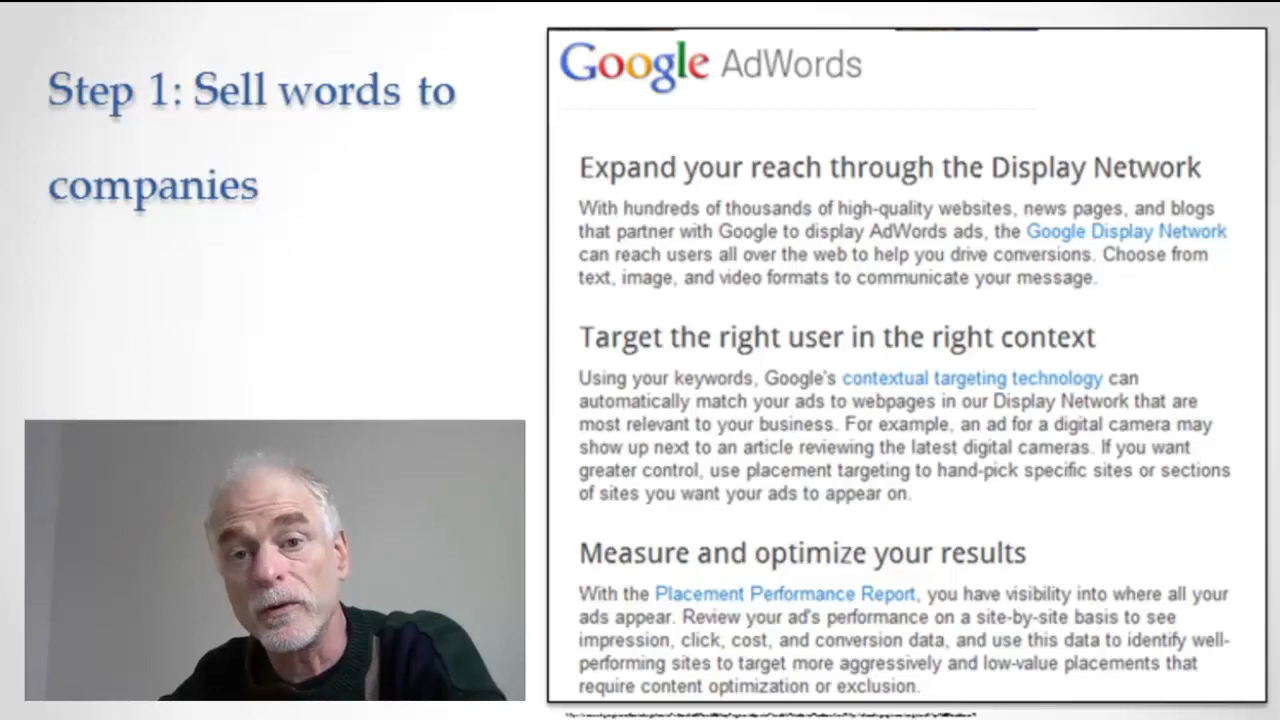 Step 1: Sell words to
companies
Google AdWords
Expand your reach through the Display Network
With hundreds of thousands of high-quality websites, news pages, and blogs
that partner with Google to display AdWords ads, the Google Display Network
can reach users all over the web to help you drive conversions. Choose from
text, image, and video formats to communicate your message.
Target the right user in the right context
Using your keywords, Google's contextual targeting technology can
automatically match your ads to webpages in our Display Network that are
most relevant to your business. For example, an ad for a digital camera may
show up next to an article reviewing the latest digital cameras. If you want
greater control, use placement targeting to hand-pick specific sites or sections
of sites you want your ads to appear on.
Measure and optimize your results
With the Placement Performance Report, you have visibility into where all your
ads appear. Review your ad's performance on a site-by-site basis to see
impression, click, cost, and conversion data, and use this data to identify well-
performing sites to target more aggressively and low-value placements that
require content optimization or exclusion.